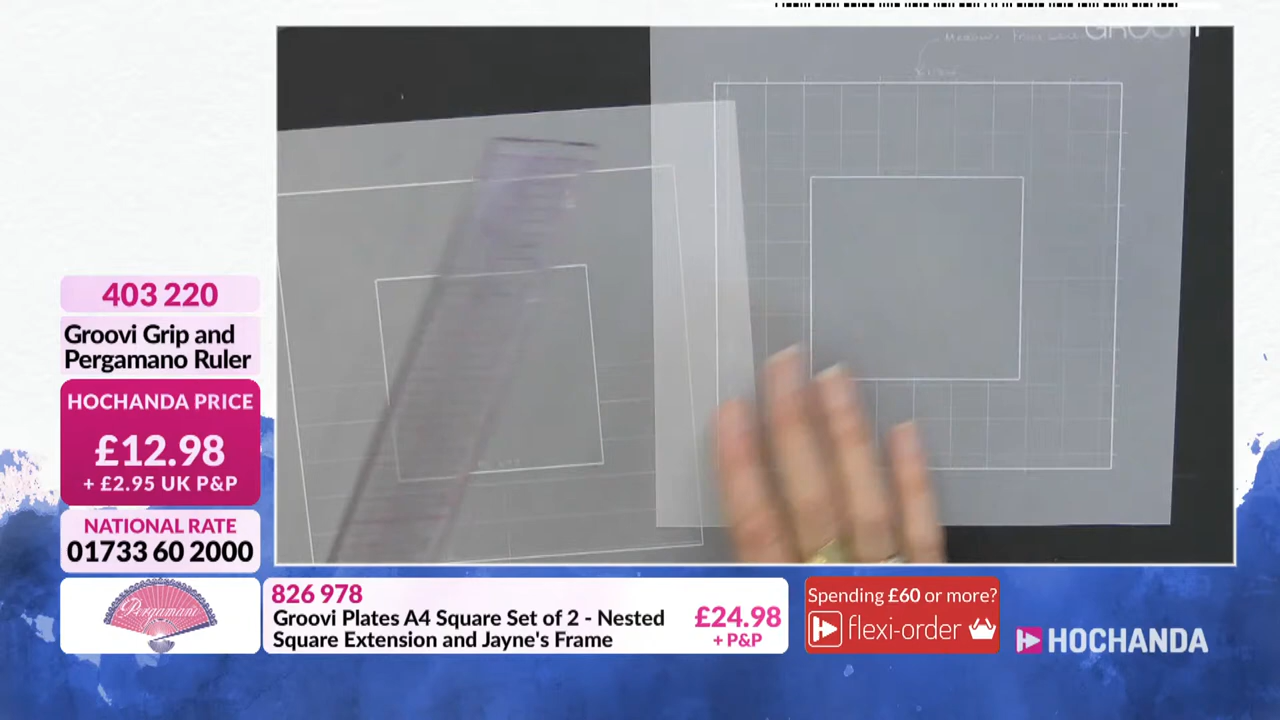 GROOVI
403 220
Groovi Grip and
Pergamano Ruler
HOCHANDA PRICE
£12.98
+ £2.95 UK P&P
NATIONAL RATE
01733 60 2000
Pergamano
826 978
Groovi Plates A4 Square Set of 2 - Nested
Square Extension and Jayne's Frame
£24.98
+ P&P
Spending £60 or more?
flexi-order
HOCHANDA